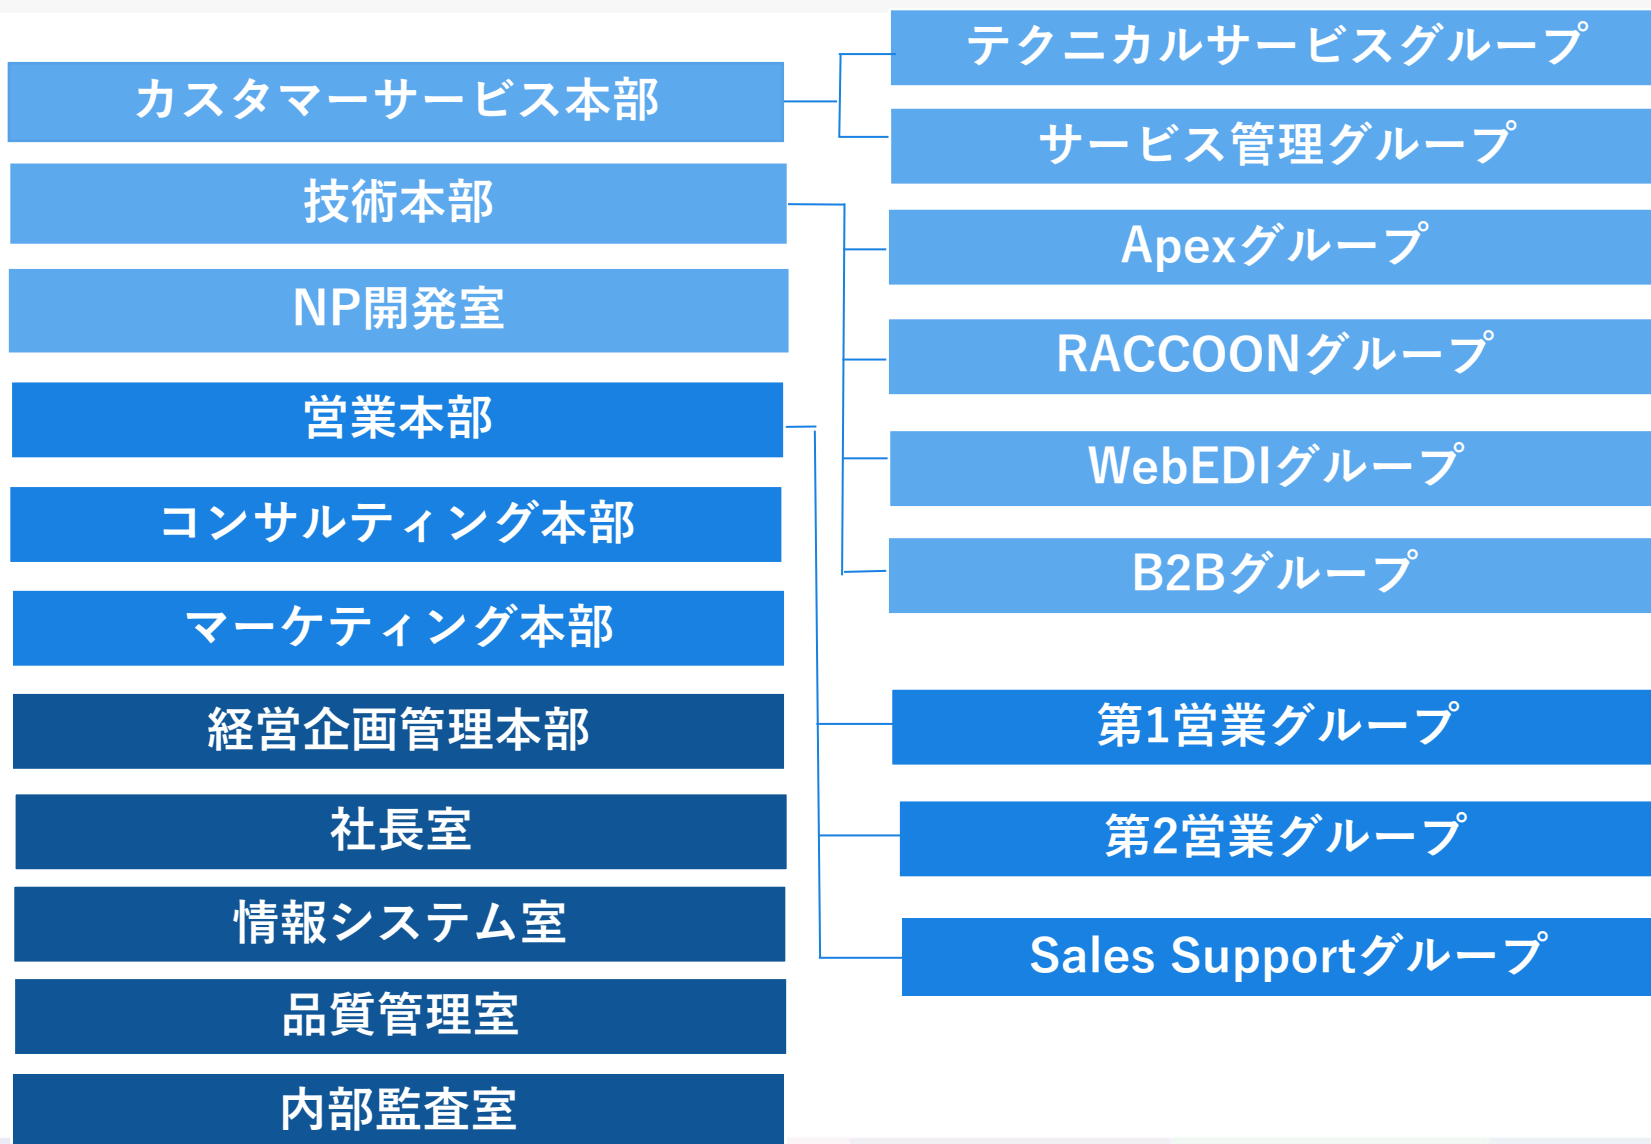 カスタマーサービス本部
技術本部
NP開発室
営業本部
コンサルティング本部
マーケティング本部
経営企画管理本部
社長室
情報システム室
品質管理室
内部監査室
テクニカルサービスグループ
サービス管理グループ
Apexグループ
RACCOONグループ
WebEDIグループ
B2Bグループ
第1営業グループ
第2営業グループ
Sales Supportグループ